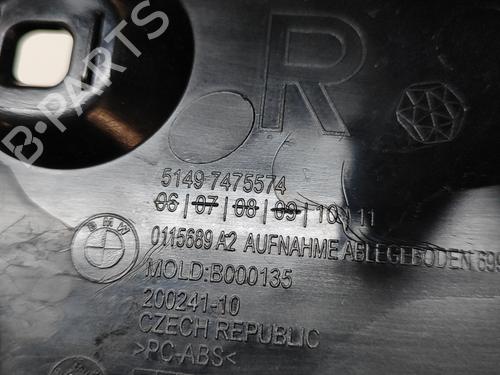 B-PARTS
R
5149 7475574
06|07|08|09|10|11
BMW
0115689 A2 AUFNAHME ABLEGEBODEN
MOLD:B000135
200241-10
CZECH REPUBLIC
>PC-ABS<